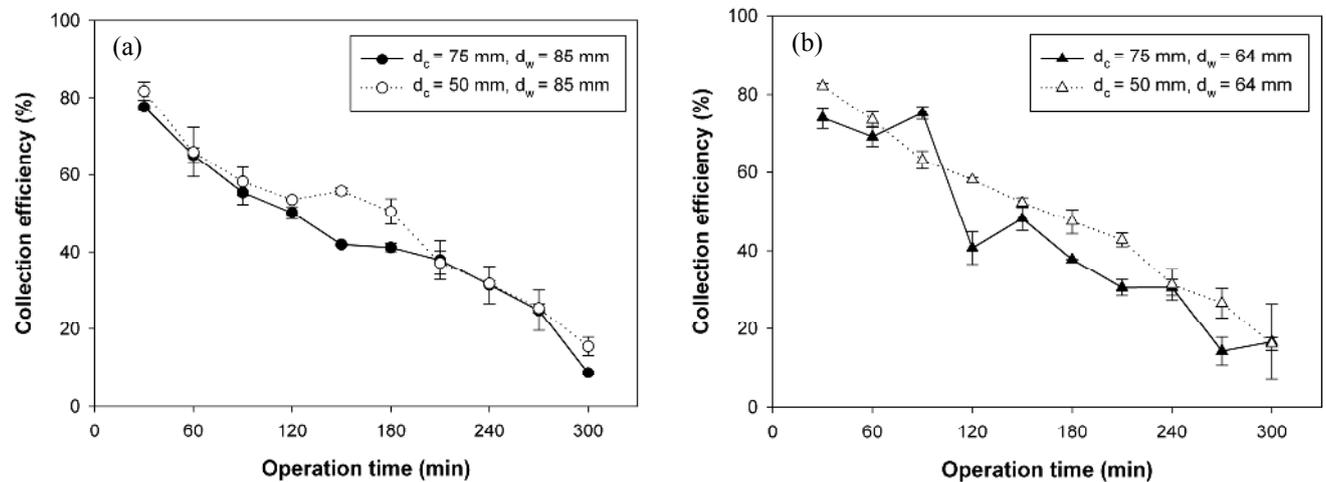 (a)
d_c = 75 mm, d_w = 85 mm
d_c = 50 mm, d_w = 85 mm
Collection efficiency (%)
100
80
60
40
20
0
0 60 120 180 240 300
Operation time (min)
(b)
d_c = 75 mm, d_w = 64 mm
d_c = 50 mm, d_w = 64 mm
Collection efficiency (%)
100
80
60
40
20
0
0 60 120 180 240 300
Operation time (min)